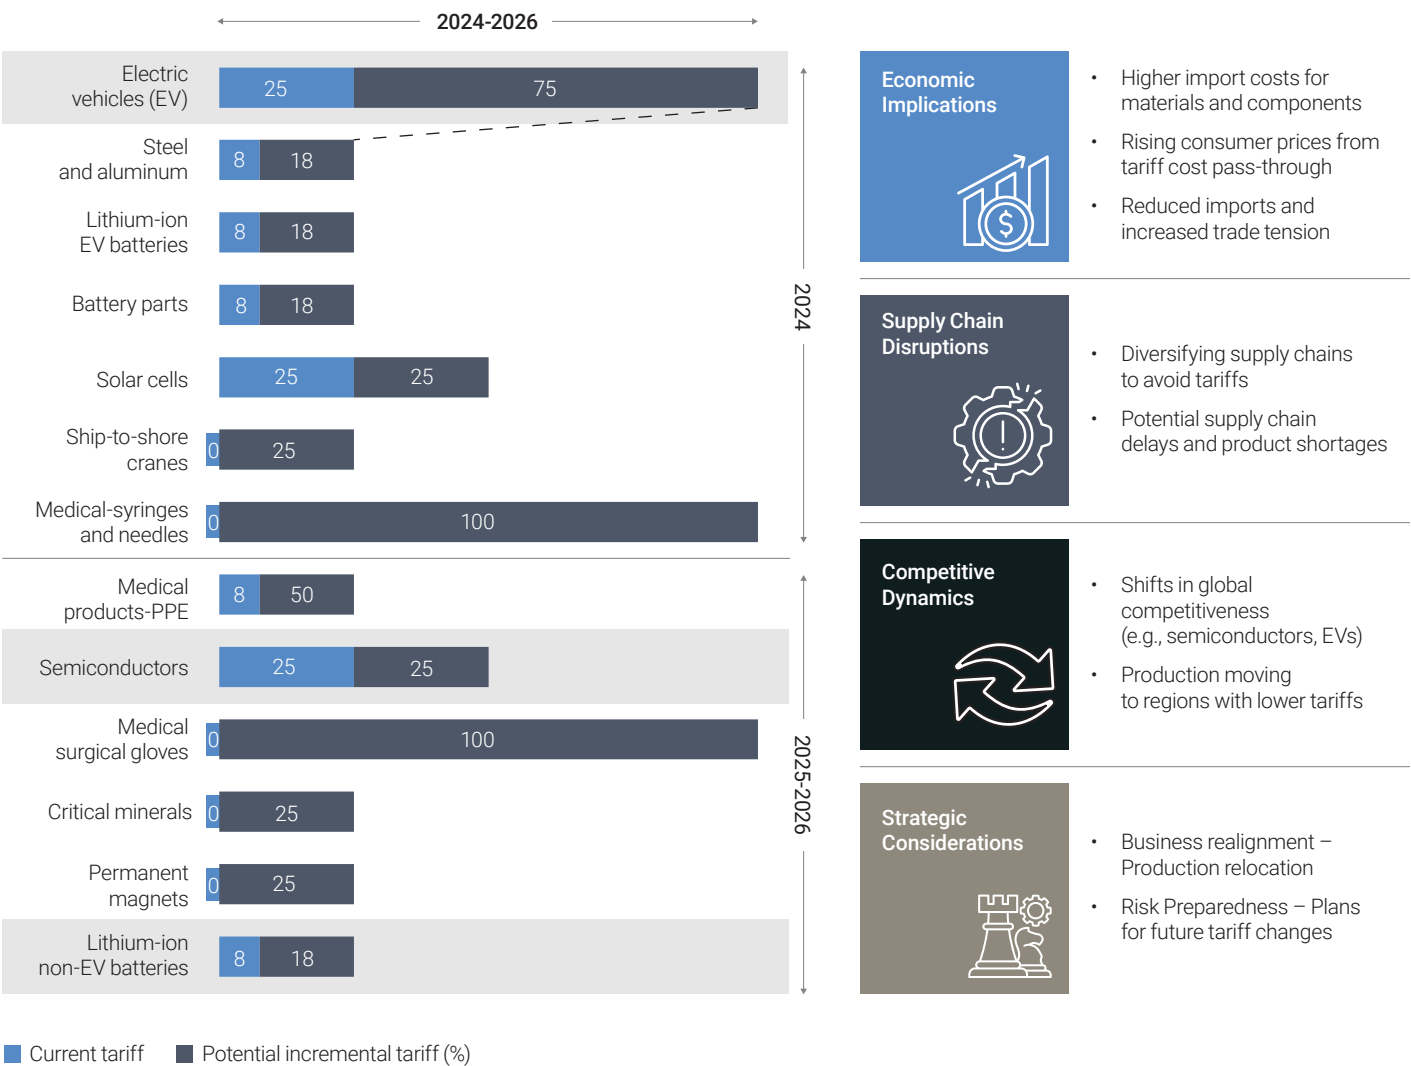 2024-2026
Electric
vehicles (EV)
25
75
Steel
and aluminum
8
18
Lithium-ion
EV batteries
8
18
Battery parts
8
18
Solar cells
25
25
Ship-to-shore
cranes
0
25
Medical-syringes
and needles
0
100
2024
Medical
products-PPE
8
50
Semiconductors
25
25
Medical
surgical gloves
0
100
Critical minerals
0
25
Permanent
magnets
0
25
Lithium-ion
non-EV batteries
8
18
2025-2026
Current tariff
Potential incremental tariff (%)
Economic
Implications
$
• Higher import costs for
materials and components
• Rising consumer prices from
tariff cost pass-through
• Reduced imports and
increased trade tension
Supply Chain
Disruptions
!
• Diversifying supply chains
to avoid tariffs
• Potential supply chain
delays and product shortages
Competitive
Dynamics
• Shifts in global
competitiveness
(e.g., semiconductors, EVs)
• Production moving
to regions with lower tariffs
Strategic
Considerations
• Business realignment –
Production relocation
• Risk Preparedness – Plans
for future tariff changes